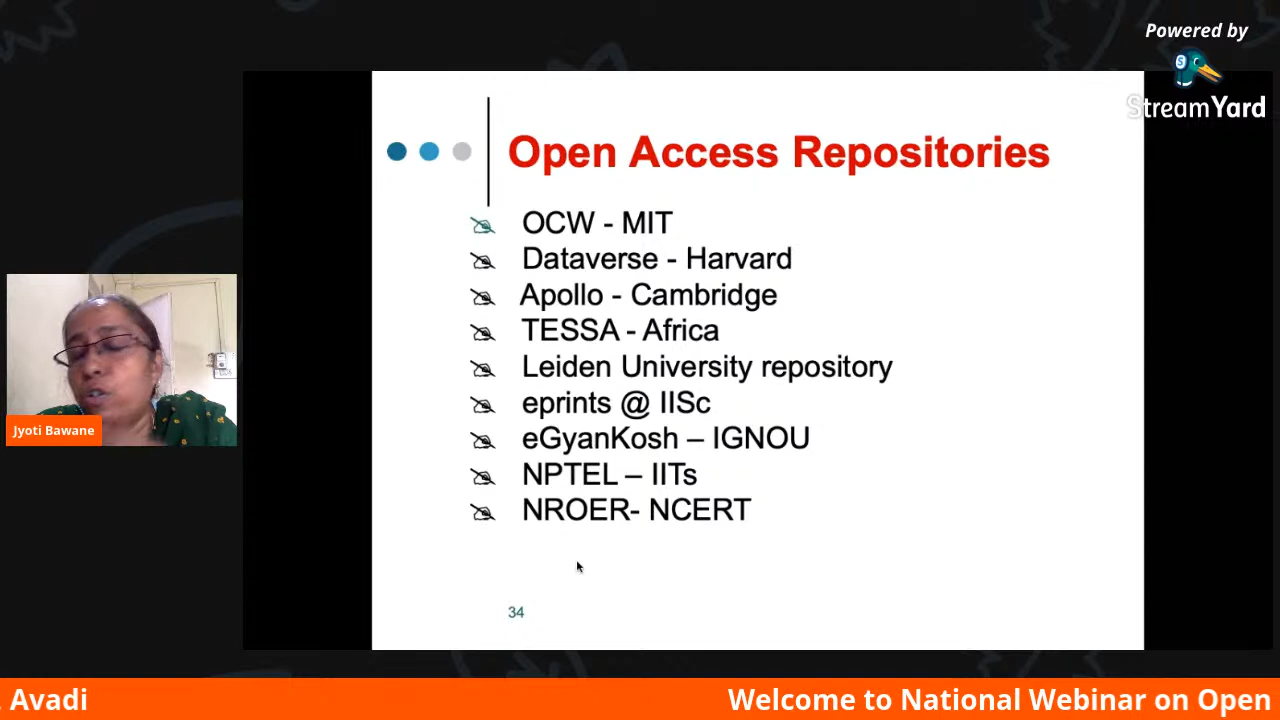 Powered by
StreamYard
Open Access Repositories
OCW - MIT
Dataverse - Harvard
Apollo - Cambridge
TESSA - Africa
Leiden University repository
eprints @ IISc
eGyanKosh – IGNOU
NPTEL – IITs
NROER- NCERT
34
Jyoti Bawane
. Avadi
Welcome to National Webinar on Open